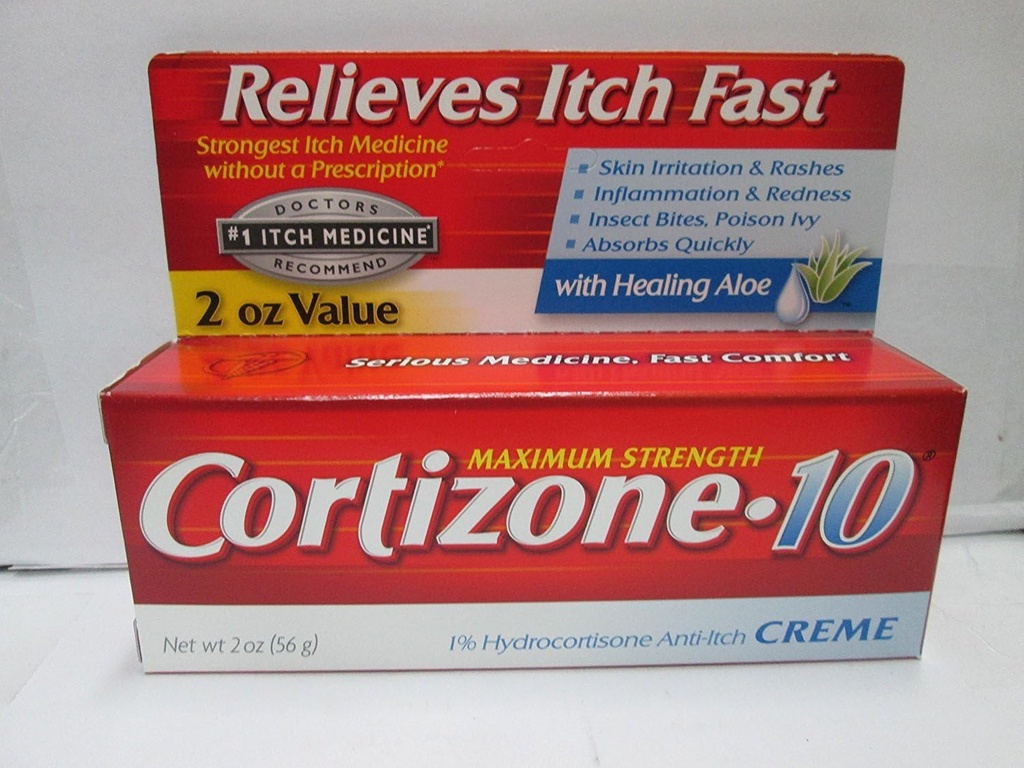 Relieves Itch Fast
Strongest Itch Medicine
without a Prescription*
DOCTORS
#1 ITCH MEDICINE*
RECOMMEND
2 oz Value
Skin Irritation & Rashes
Inflammation & Redness
Insect Bites, Poison Ivy
Absorbs Quickly
with Healing Aloe
™
Serious Medicine. Fast Comfort
MAXIMUM STRENGTH
Cortizone•10®
Net wt 2 oz (56 g)
1% Hydrocortisone Anti-Itch CREME